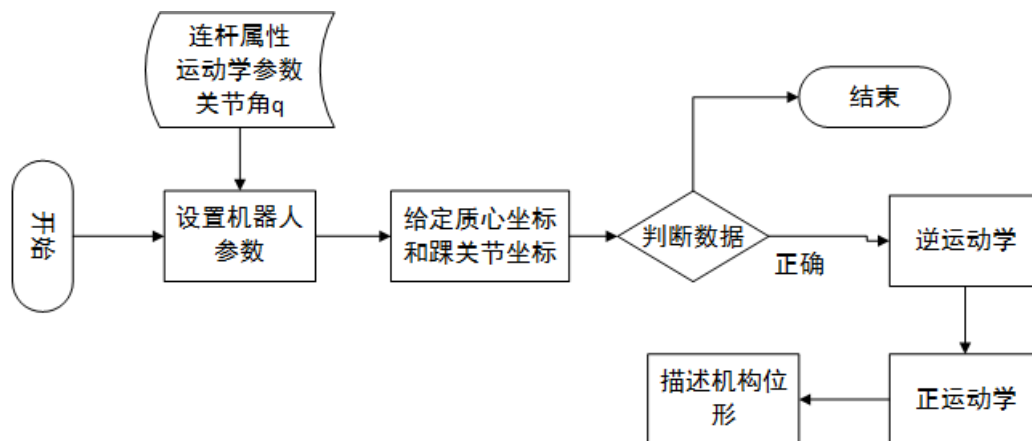 连杆属性
运动学参数
关节角q
结束
开始
设置机器人
参数
给定质心坐标
和踝关节坐标
判断数据
正确
逆运动学
描述机构位
形
正运动学